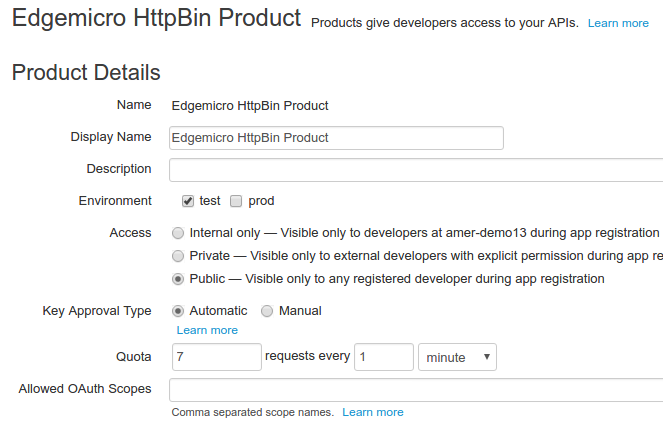 Edgemicro HttpBin Product Products give developers access to your APIs. Learn more
Product Details
Name Edgemicro HttpBin Product
Display Name Edgemicro HttpBin Product
Description
Environment test prod
Access Internal only — Visible only to developers at amer-demo13 during app registration
Private — Visible only to external developers with explicit permission during app re
Public — Visible only to any registered developer during app registration
Key Approval Type Automatic Manual
Learn more
Quota 7 requests every 1 minute
Allowed OAuth Scopes
Comma separated scope names. Learn more